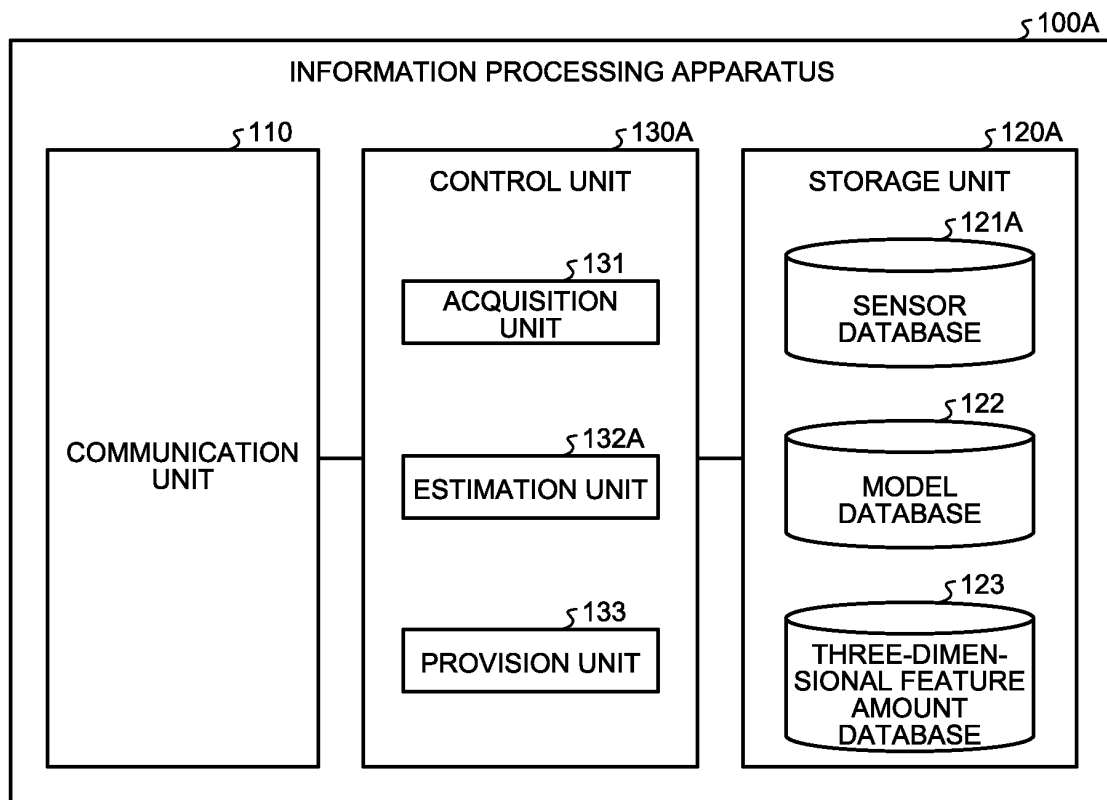 100A
INFORMATION PROCESSING APPARATUS
110
COMMUNICATION
UNIT
130A
CONTROL UNIT
131
ACQUISITION
UNIT
132A
ESTIMATION UNIT
133
PROVISION UNIT
120A
STORAGE UNIT
121A
SENSOR
DATABASE
122
MODEL
DATABASE
123
THREE-DIMEN-
SIONAL FEATURE
AMOUNT
DATABASE